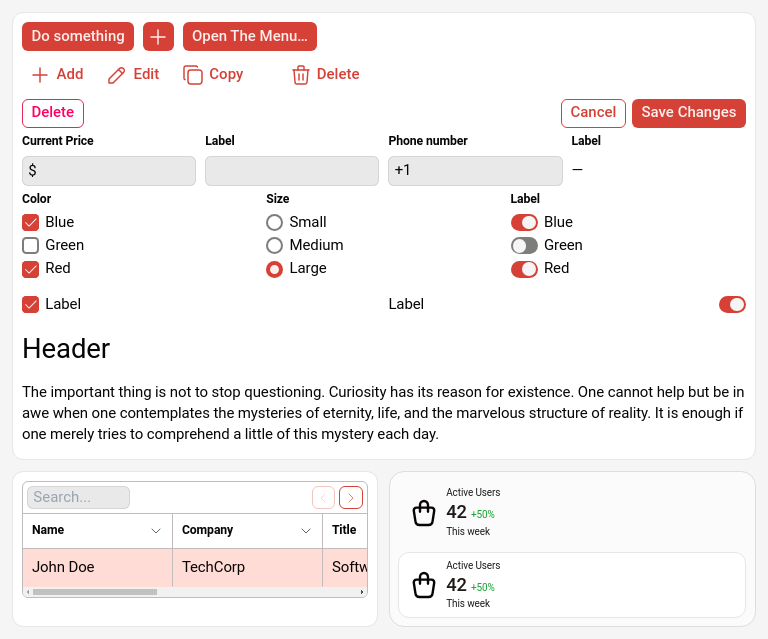 Do something Open The Menu...
Add Edit Copy Delete
Delete Cancel Save Changes
Current Price Label Phone number Label
$ +1 —
Color Size Label
Blue Small Blue
Green Medium Green
Red Large Red
Label Label
Header
The important thing is not to stop questioning. Curiosity has its reason for existence. One cannot help but be in
awe when one contemplates the mysteries of eternity, life, and the marvelous structure of reality. It is enough if
one merely tries to comprehend a little of this mystery each day.
Search...
Name Company Title
John Doe TechCorp Softw
Active Users
42 +50%
This week
Active Users
42 +50%
This week